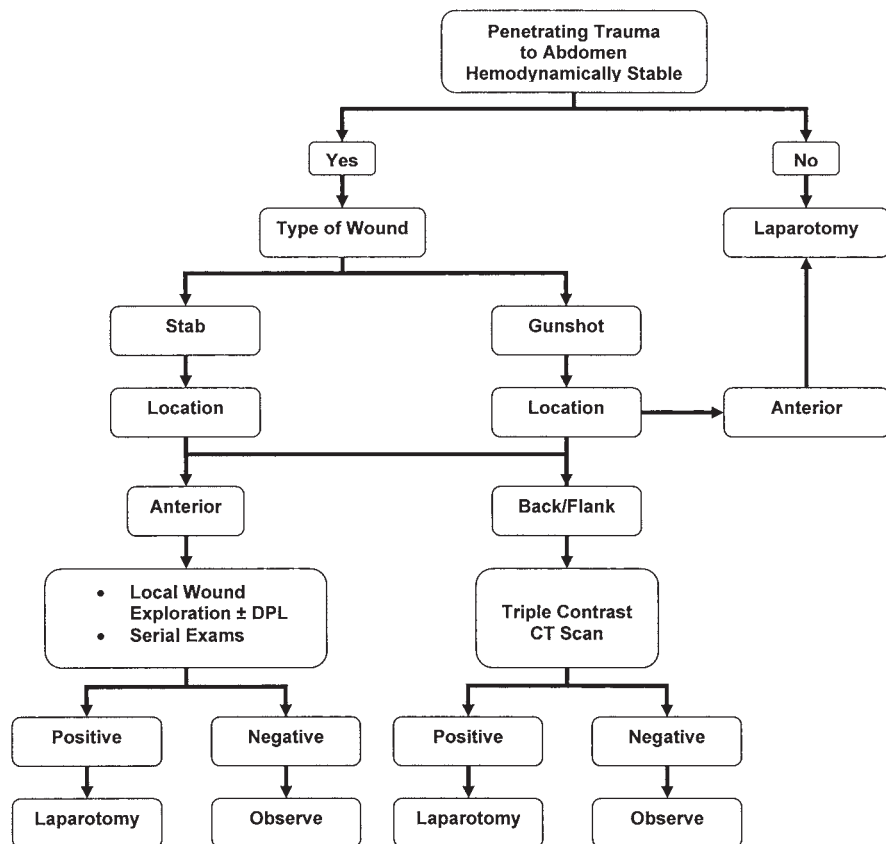 Penetrating Trauma
to Abdomen
Hemodynamically Stable
Yes
No
Type of Wound
Laparotomy
Stab
Gunshot
Location
Location
Anterior
Anterior
Back/Flank
• Local Wound
Exploration ± DPL
• Serial Exams
Triple Contrast
CT Scan
Positive
Negative
Positive
Negative
Laparotomy
Observe
Laparotomy
Observe